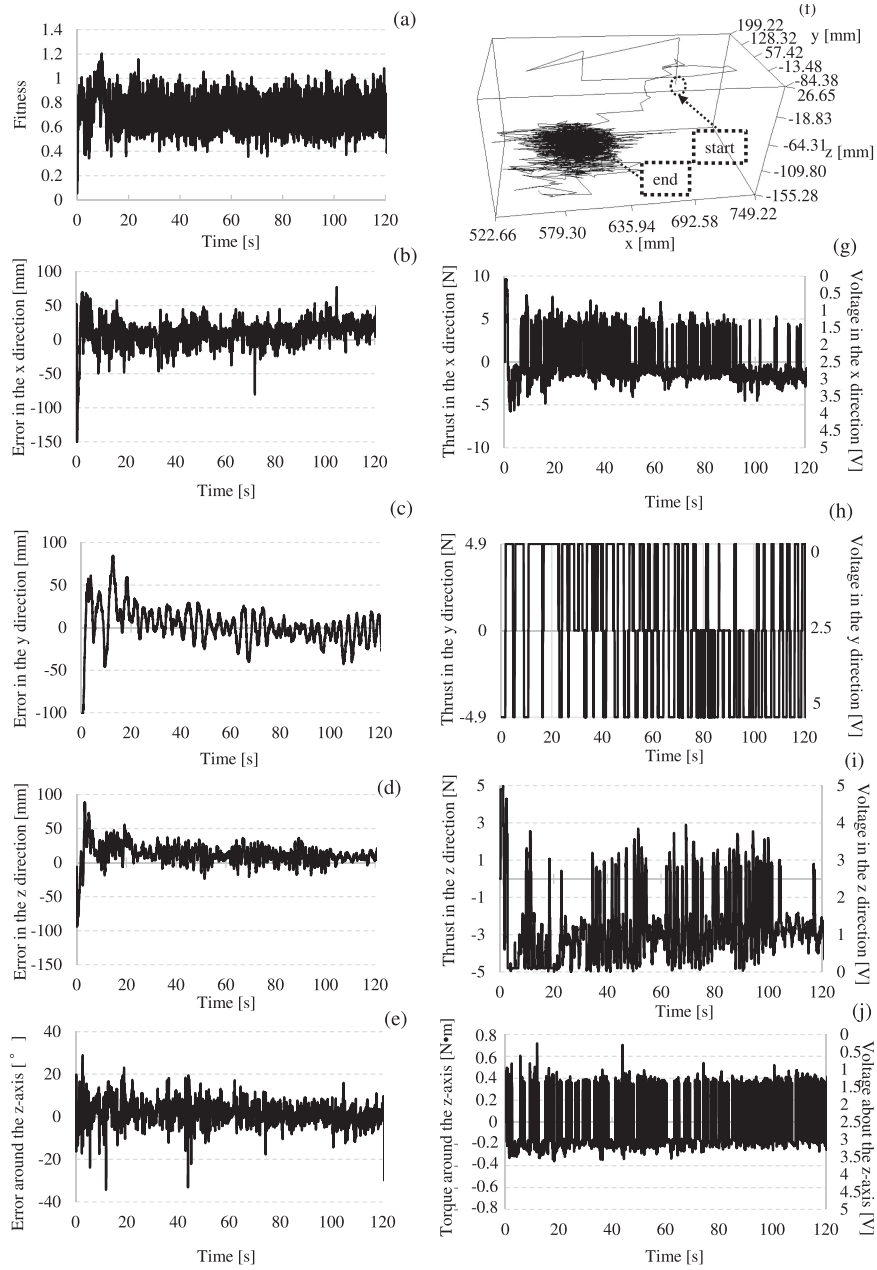 (a)
1.4
1.2
1
0.8
0.6
0.4
0.2
0
Fitness
0 20 40 60 80 100 120
Time [s]
(b)
100
50
0
-50
-100
-150
Error in the x direction [mm]
0 20 40 60 80 100 120
Time [s]
(c)
100
50
0
-50
-100
Error in the y direction [mm]
0 20 40 60 80 100 120
Time [s]
(d)
100
50
0
-50
-100
-150
Error in the z direction [mm]
0 20 40 60 80 100 120
Time [s]
(e)
40
20
0
-20
-40
Error around the z-axis [ ° ]
0 20 40 60 80 100 120
Time [s]
(f)
199.22
128.32
57.42
-13.48
-84.38
y [mm]
26.65
-18.83
-64.31
-109.80
-155.28
z [mm]
start
end
522.66 579.30 635.94 692.58 749.22
x [mm]
(g)
10
5
0
-5
-10
Thrust in the x direction [N]
0
0.5
1
1.5
2
2.5
3
3.5
4
4.5
5
Voltage in the x direction [V]
0 20 40 60 80 100 120
Time [s]
(h)
4.9
0
-4.9
Thrust in the y direction [N]
0
2.5
5
Voltage in the y direction [V]
0 20 40 60 80 100 120
Time [s]
(i)
5
3
1
-1
-3
-5
Thrust in the z direction [N]
5
4
3
2
1
0
Voltage in the z direction [V]
0 20 40 60 80 100 120
Time [s]
(j)
0.8
0.6
0.4
0.2
0
-0.2
-0.4
-0.6
-0.8
Torque around the z-axis [N•m]
0
0.5
1
1.5
2
2.5
3
3.5
4
4.5
5
Voltage about the z-axis [V]
0 20 40 60 80 100 120
Time [s]